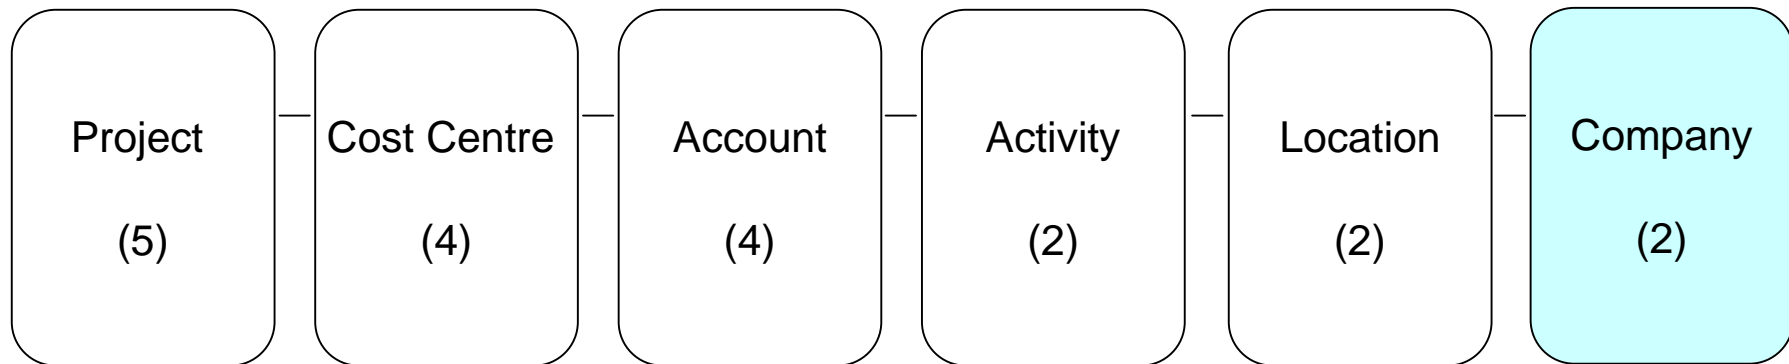 Project
(5)
Cost Centre
(4)
Account
(4)
Activity
(2)
Location
(2)
Company
(2)